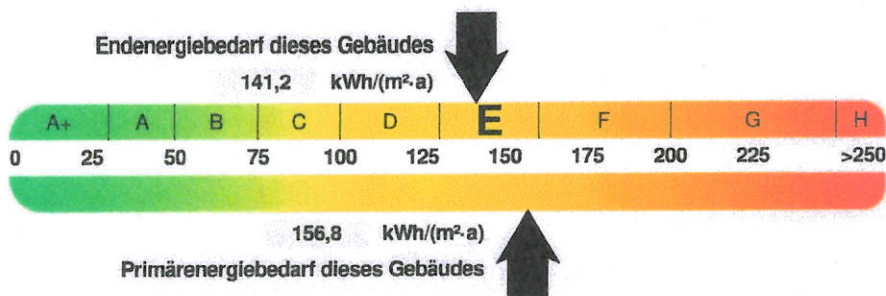 Endenergiebedarf dieses Gebäudes
141,2 kWh/(m²·a)
A+ A B C D E F G H
0 25 50 75 100 125 150 175 200 225 >250
156,8 kWh/(m²·a)
Primärenergiebedarf dieses Gebäudes